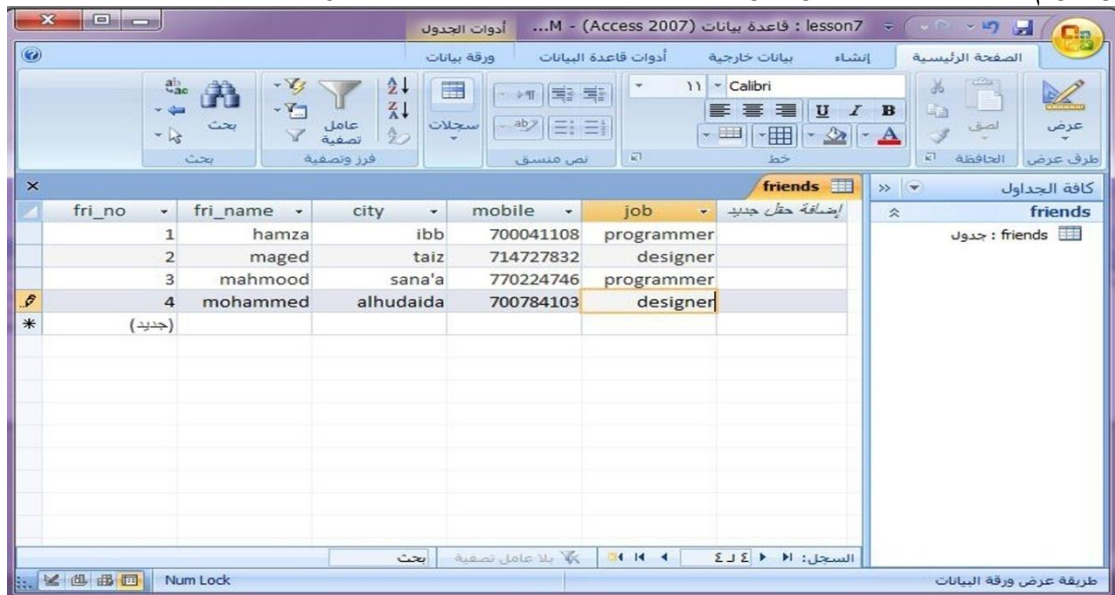 lesson7 : قاعدة بيانات (Access 2007) - M...
أدوات الجدول
الصفحة الرئيسية إنشاء بيانات خارجية أدوات قاعدة البيانات ورقة بيانات
عرض
طرق عرض
لصق
الحافظة
Calibri ١١
B I U
A
خط
نص منسق
سجلات
عامل تصفية
فرز وتصفية
بحث
بحث
كافة الجداول
friends
friends : جدول
friends
fri_no fri_name city mobile job إضافة حقل جديد
1 hamza ibb 700041108 programmer
2 maged taiz 714727832 designer
3 mahmood sana'a 770224746 programmer
4 mohammed alhudaida 700784103 designer
(جديد)
السجل: ٤ لـ ٤ بلا عامل تصفية بحث
طريقة عرض ورقة البيانات
Num Lock